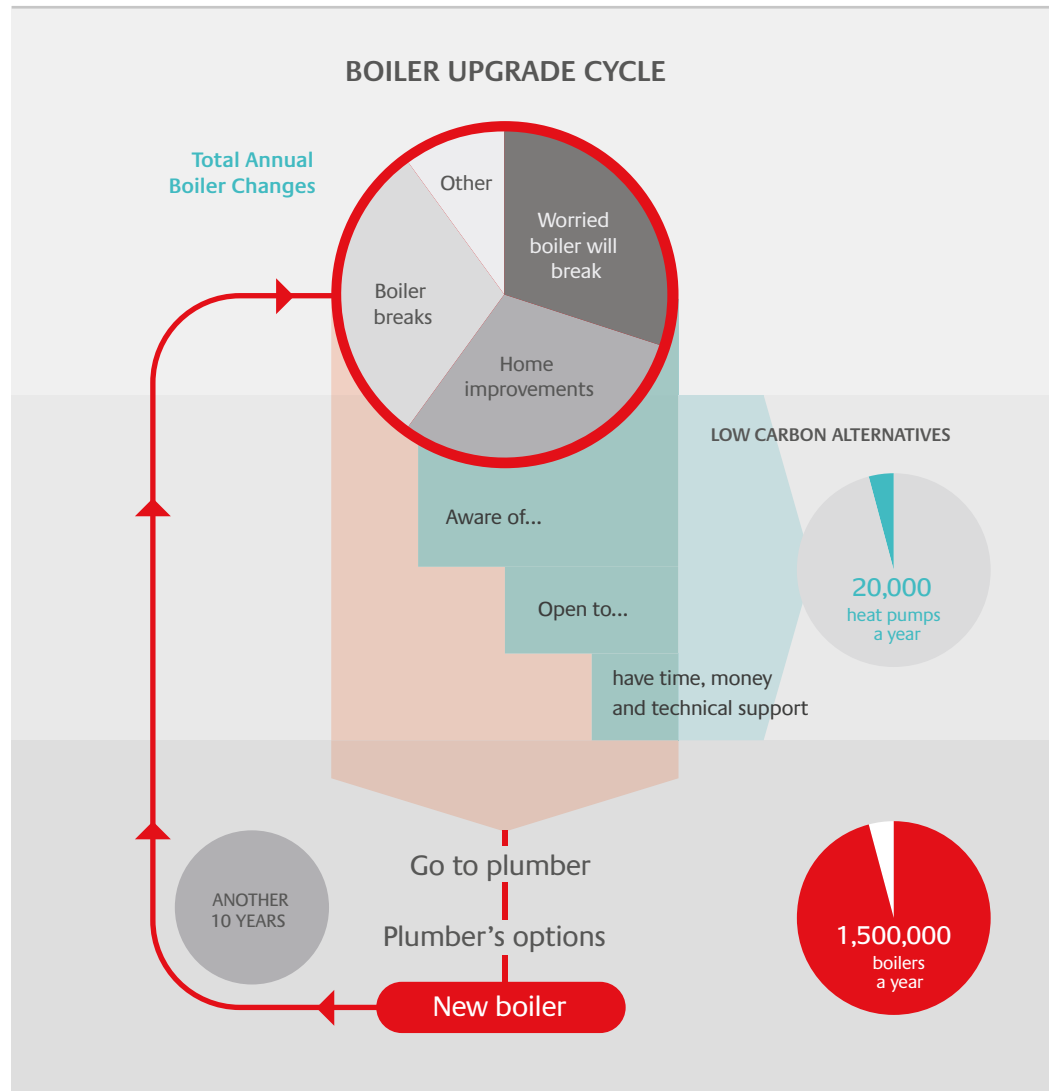 BOILER UPGRADE CYCLE
Total Annual
Boiler Changes
Other
Worried
boiler will
break
Boiler
breaks
Home
improvements
LOW CARBON ALTERNATIVES
Aware of...
20,000
heat pumps
a year
Open to...
have time, money
and technical support
Go to plumber
ANOTHER
10 YEARS
Plumber’s options
1,500,000
boilers
a year
New boiler